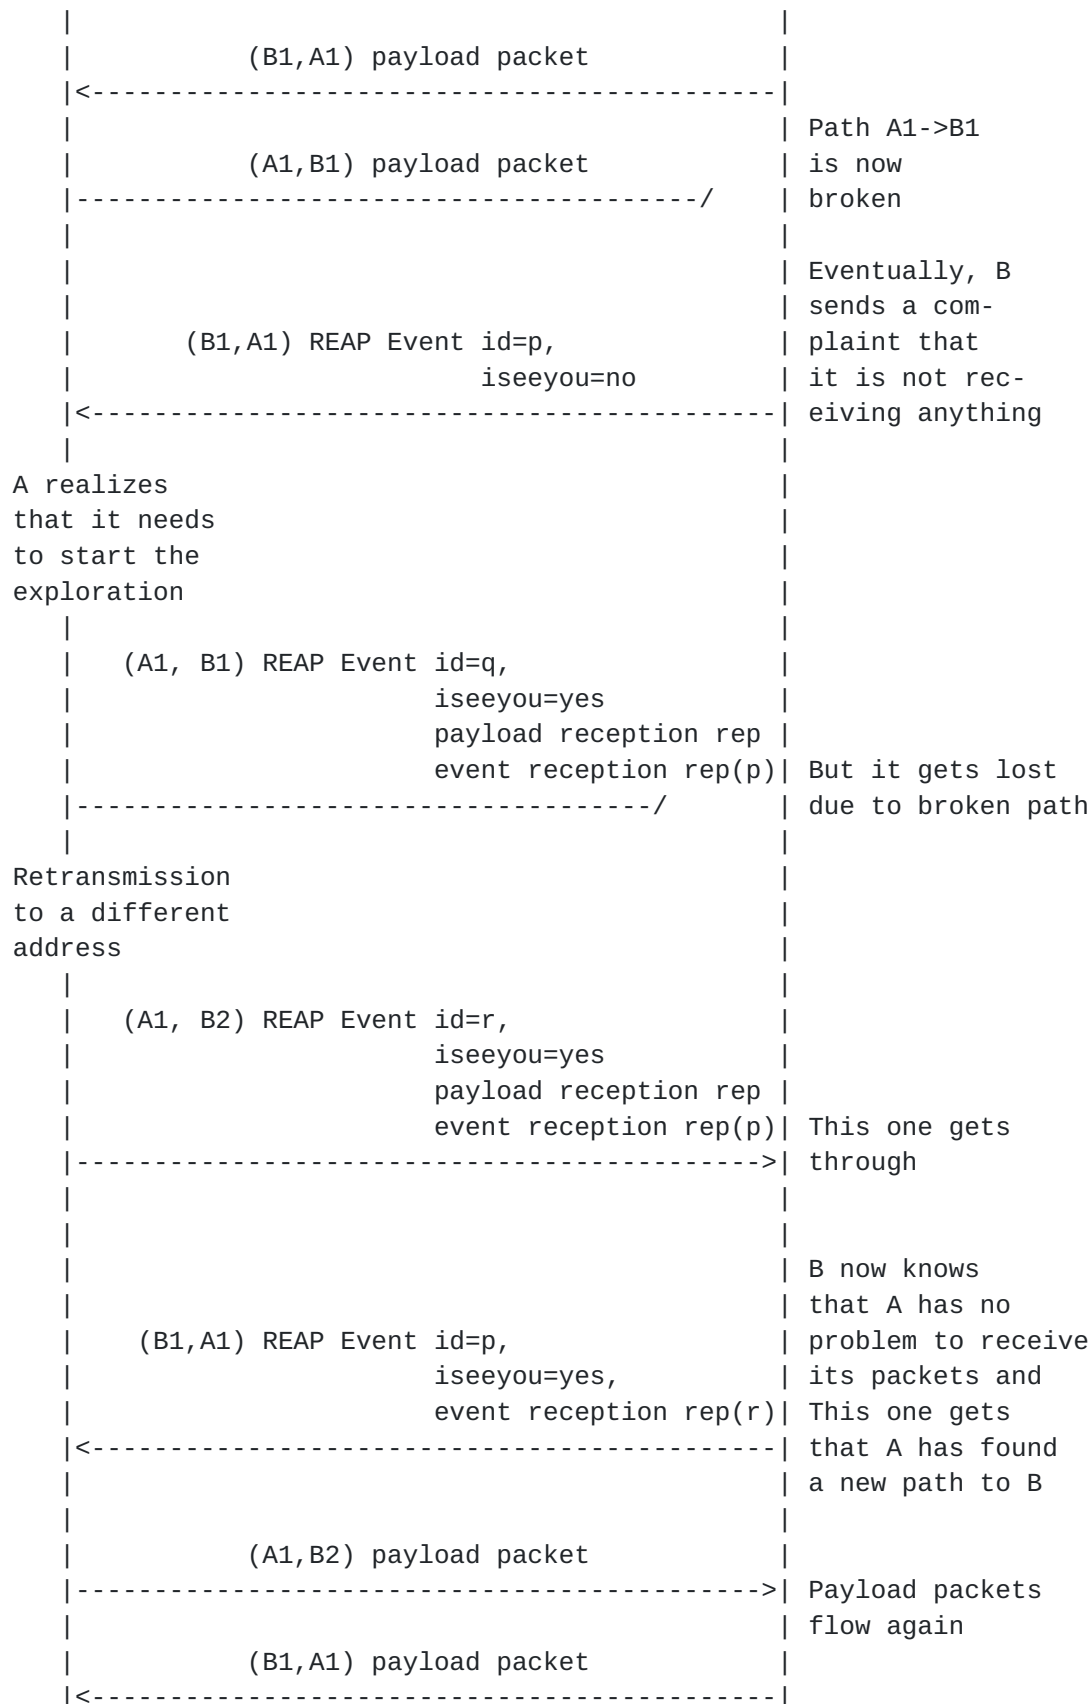 |                                              |
   |           (B1,A1) payload packet             |
   |<--------------------------------------------|
   |                                              | Path A1->B1
   |           (A1,B1) payload packet             | is now
   |----------------------------------------/    | broken
   |                                              |
   |                                              | Eventually, B
   |                                              | sends a com-
   |       (B1,A1) REAP Event id=p,               | plaint that
   |                          iseeyou=no          | it is not rec-
   |<--------------------------------------------| eiving anything
   |                                              |
A realizes                                        |
that it needs                                     |
to start the                                      |
exploration                                       |
   |                                              |
   |   (A1, B1) REAP Event id=q,                  |
   |                       iseeyou=yes            |
   |                       payload reception rep |
   |                       event reception rep(p)| But it gets lost
   |-------------------------------------/       | due to broken path
   |                                              |
Retransmission                                    |
to a different                                    |
address                                           |
   |                                              |
   |   (A1, B2) REAP Event id=r,                  |
   |                       iseeyou=yes            |
   |                       payload reception rep |
   |                       event reception rep(p)| This one gets
   |-------------------------------------------->| through
   |                                              |
   |                                              |
   |                                              | B now knows
   |                                              | that A has no
   |    (B1,A1) REAP Event id=p,                  | problem to receive
   |                       iseeyou=yes,           | its packets and
   |                       event reception rep(r)| This one gets
   |<--------------------------------------------| that A has found
   |                                              | a new path to B
   |                                              |
   |           (A1,B2) payload packet             |
   |-------------------------------------------->| Payload packets
   |                                              | flow again
   |           (B1,A1) payload packet             |
   |<--------------------------------------------|